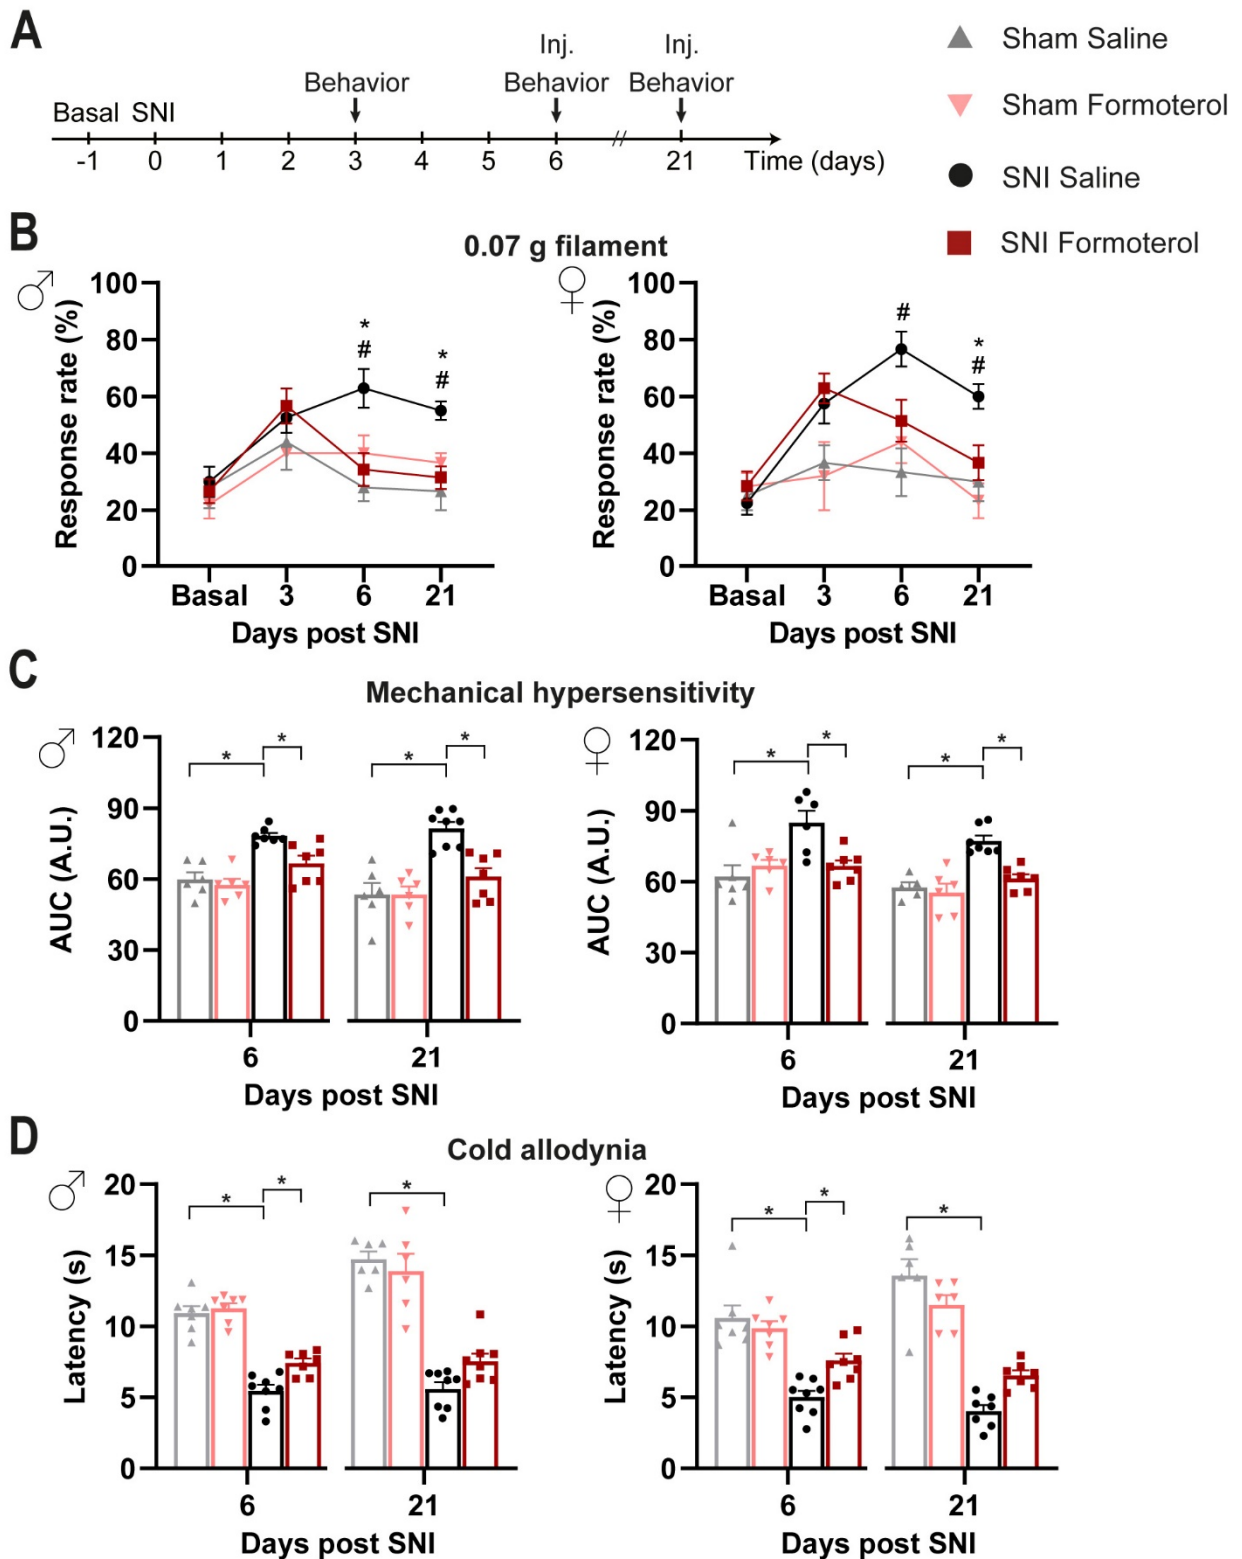 A
Inj.
Inj.
Behavior
Behavior
Behavior
Basal SNI
-1 0 1 2 3 4 5 6 21 Time (days)
Sham Saline
Sham Formoterol
SNI Saline
SNI Formoterol
B
0.07 g filament
♂
Response rate (%)
100
80
60
40
20
0
* # * #
Basal 3 6 21
Days post SNI
♀
Response rate (%)
100
80
60
40
20
0
# * #
Basal 3 6 21
Days post SNI
C
Mechanical hypersensitivity
♂
AUC (A.U.)
120
90
60
30
0
* * * *
6 21
Days post SNI
♀
AUC (A.U.)
120
90
60
30
0
* * * *
6 21
Days post SNI
D
Cold allodynia
♂
Latency (s)
20
15
10
5
0
* * *
6 21
Days post SNI
♀
Latency (s)
20
15
10
5
0
* * *
6 21
Days post SNI